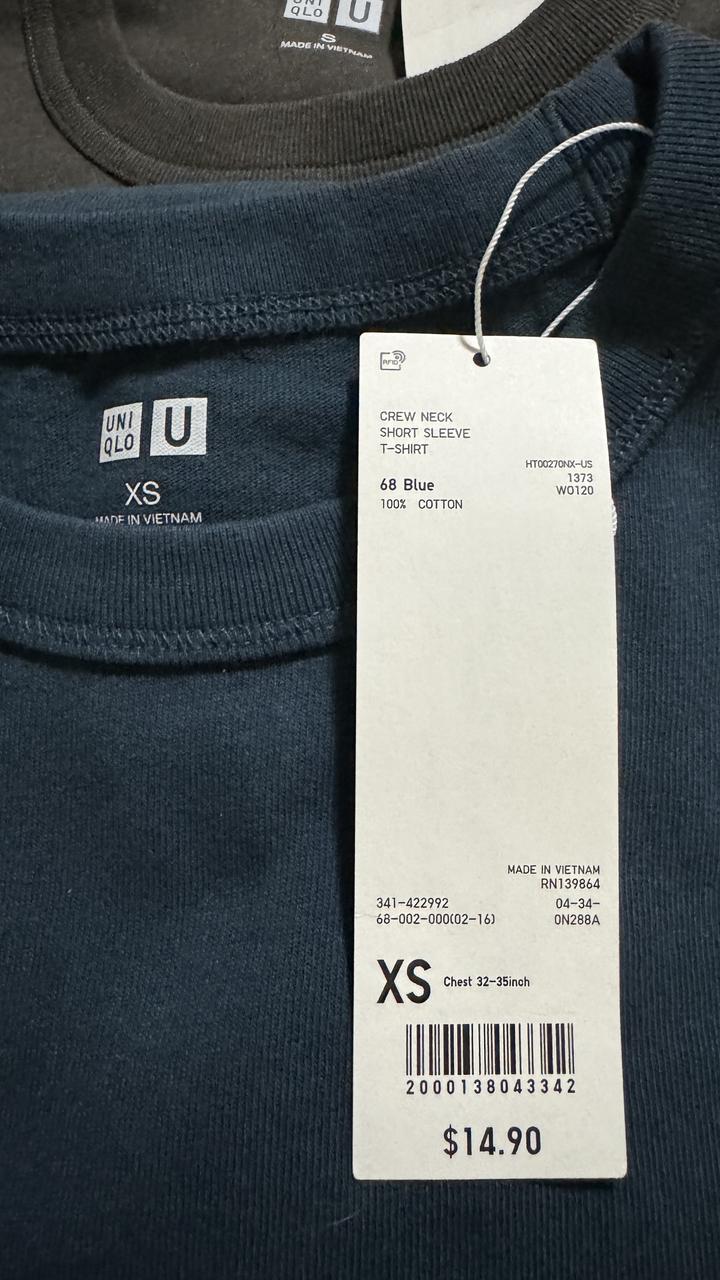 UNI
QLO
U
S
MADE IN VIETNAM
UNI
QLO
U
XS
MADE IN VIETNAM
RFID
CREW NECK
SHORT SLEEVE
T-SHIRT
HT00270NX-US
1373
W0120
68 Blue
100% COTTON
MADE IN VIETNAM
RN139864
341-422992
04-34-
68-002-000(02-16)
0N288A
XS Chest 32-35inch
2000138043342
$14.90